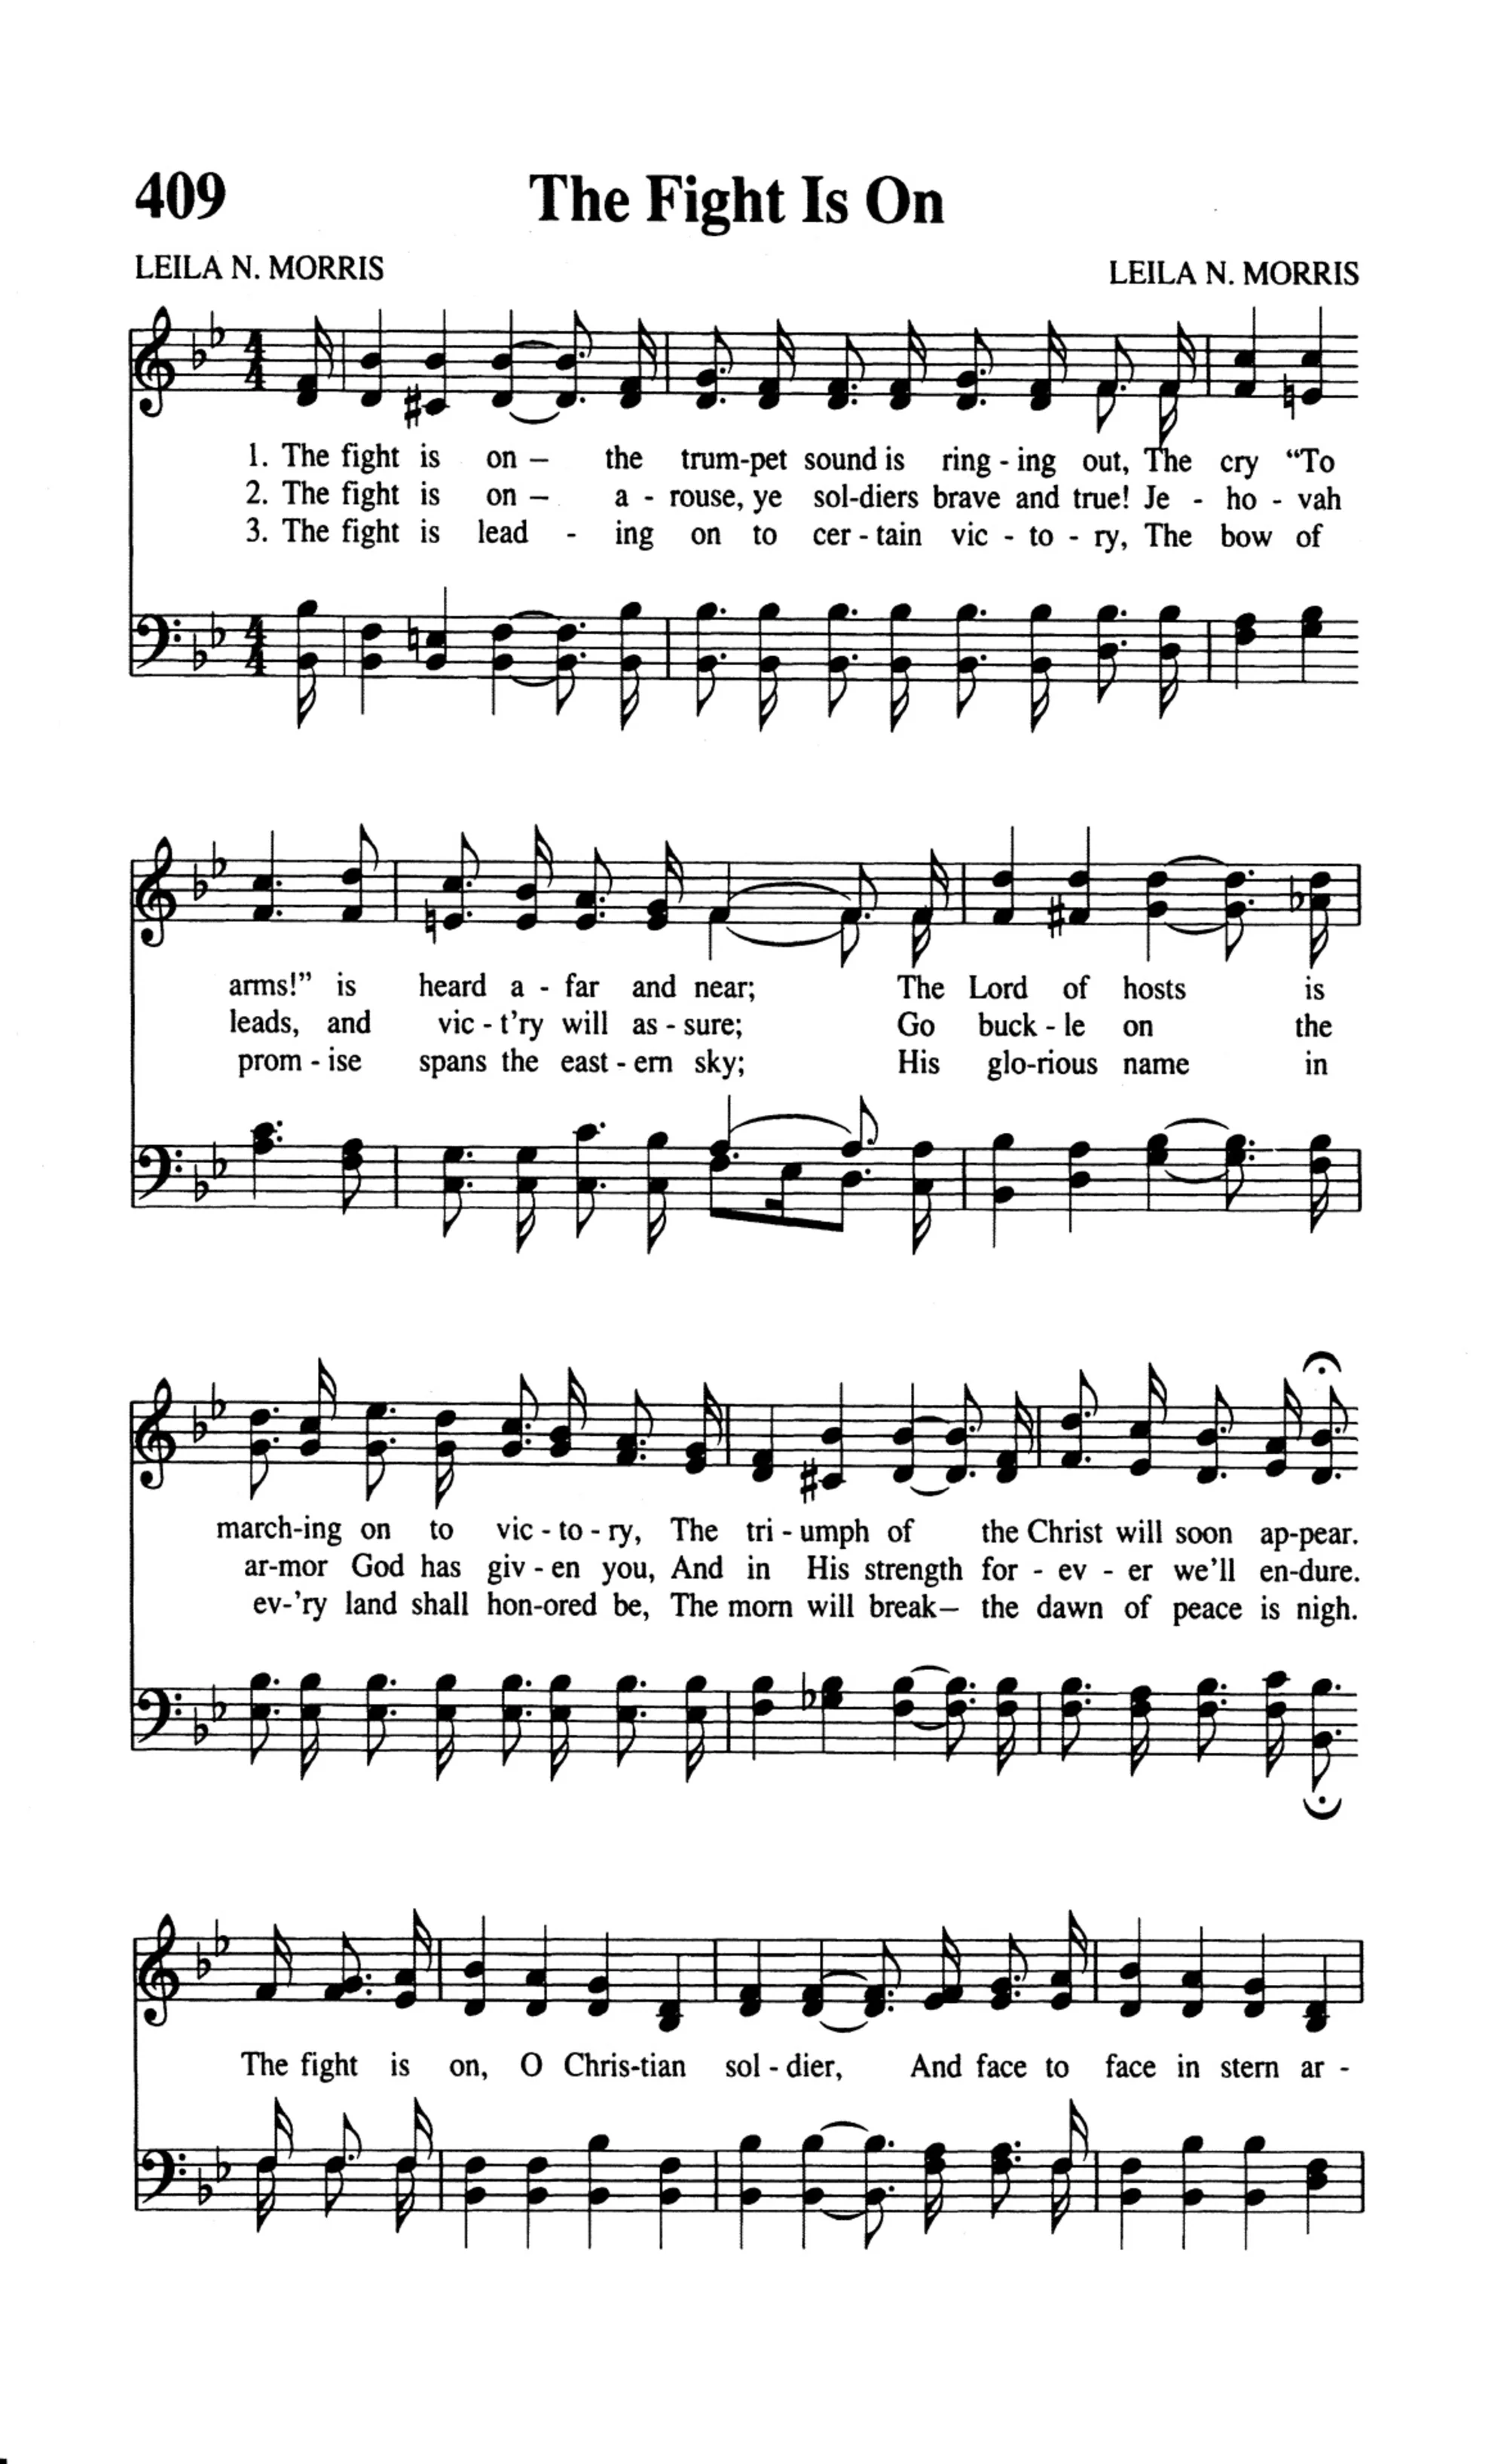 409 The Fight Is On
LEILA N. MORRIS LEILA N. MORRIS
1. The fight is on – the trum-pet sound is ring - ing out, The cry “To
2. The fight is on – a - rouse, ye sol-diers brave and true! Je - ho - vah
3. The fight is lead - ing on to cer - tain vic - to - ry, The bow of
arms!” is heard a - far and near; The Lord of hosts is
leads, and vic - t’ry will as - sure; Go buck - le on the
prom - ise spans the east - ern sky; His glo-rious name in
march-ing on to vic - to - ry, The tri - umph of the Christ will soon ap-pear.
ar-mor God has giv - en you, And in His strength for - ev - er we’ll en-dure.
ev-’ry land shall hon-ored be, The morn will break– the dawn of peace is nigh.
The fight is on, O Chris-tian sol - dier, And face to face in stern ar -